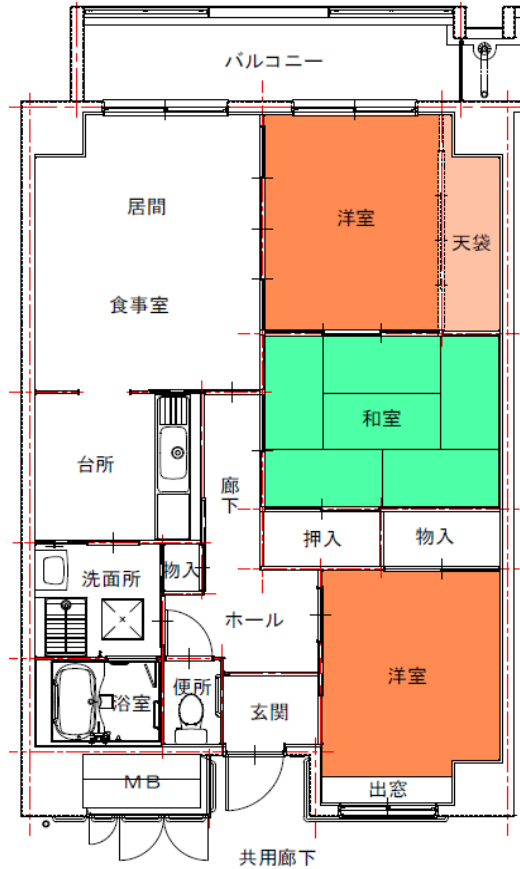 バルコニー
居間
洋室
天袋
食事室
和室
台所
廊下
押入
物入
物入
洗面所
ホール
浴室
便所
玄関
洋室
MB
出窓
共用廊下